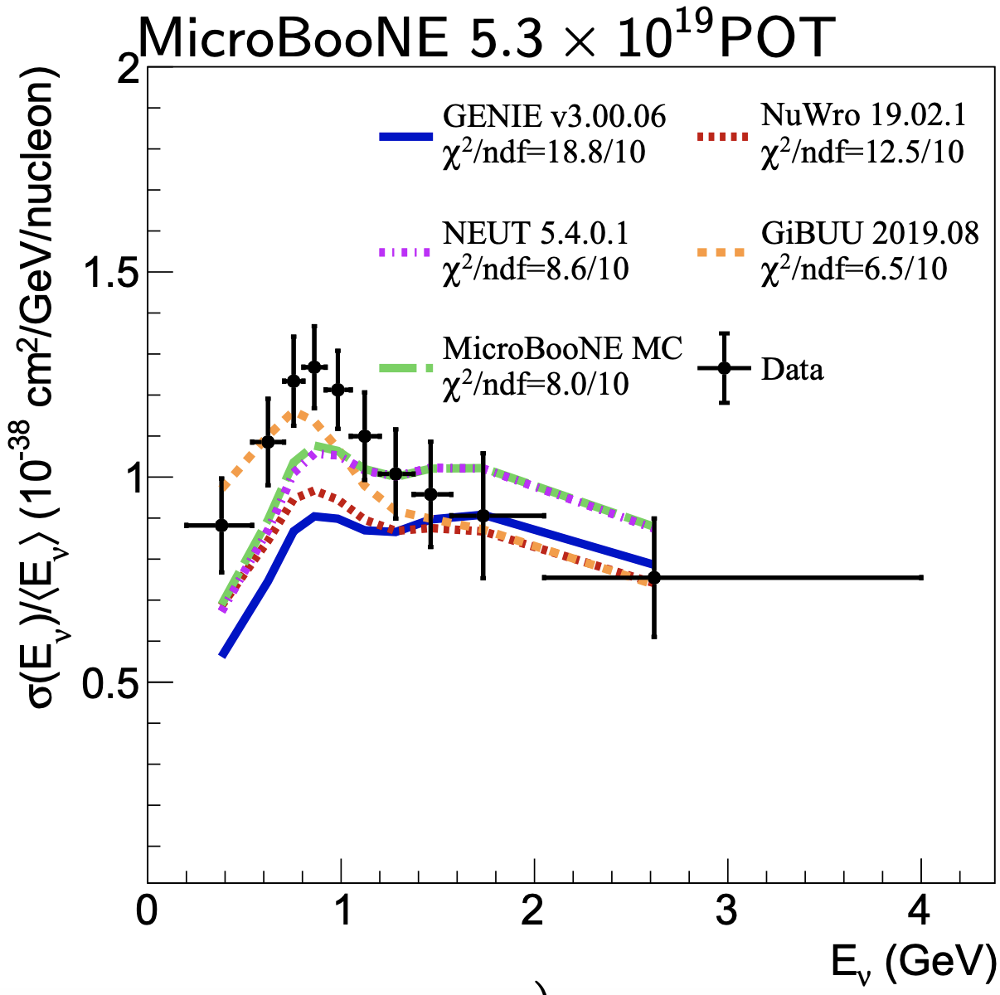 MicroBooNE 5.3 × 10¹⁹POT
GENIE v3.00.06
χ²/ndf=18.8/10
NuWro 19.02.1
χ²/ndf=12.5/10
NEUT 5.4.0.1
χ²/ndf=8.6/10
GiBUU 2019.08
χ²/ndf=6.5/10
MicroBooNE MC
χ²/ndf=8.0/10
Data
σ(Eᵥ)/⟨Eᵥ⟩ (10⁻³⁸ cm²/GeV/nucleon)
2
1.5
1
0.5
0 1 2 3 4
Eᵥ (GeV)
)